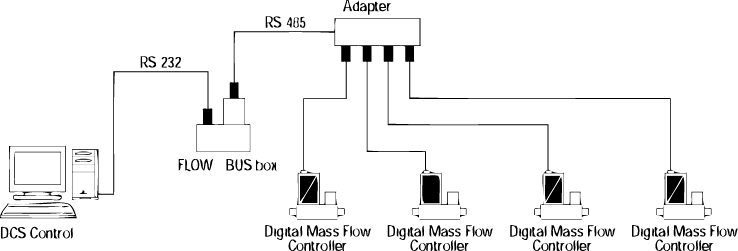 Adapter
RS 485
RS 232
FLOW BUS box
DCS Control
Digital Mass Flow
Controller
Digital Mass Flow
Controller
Digital Mass Flow
Controller
Digital Mass Flow
Controller